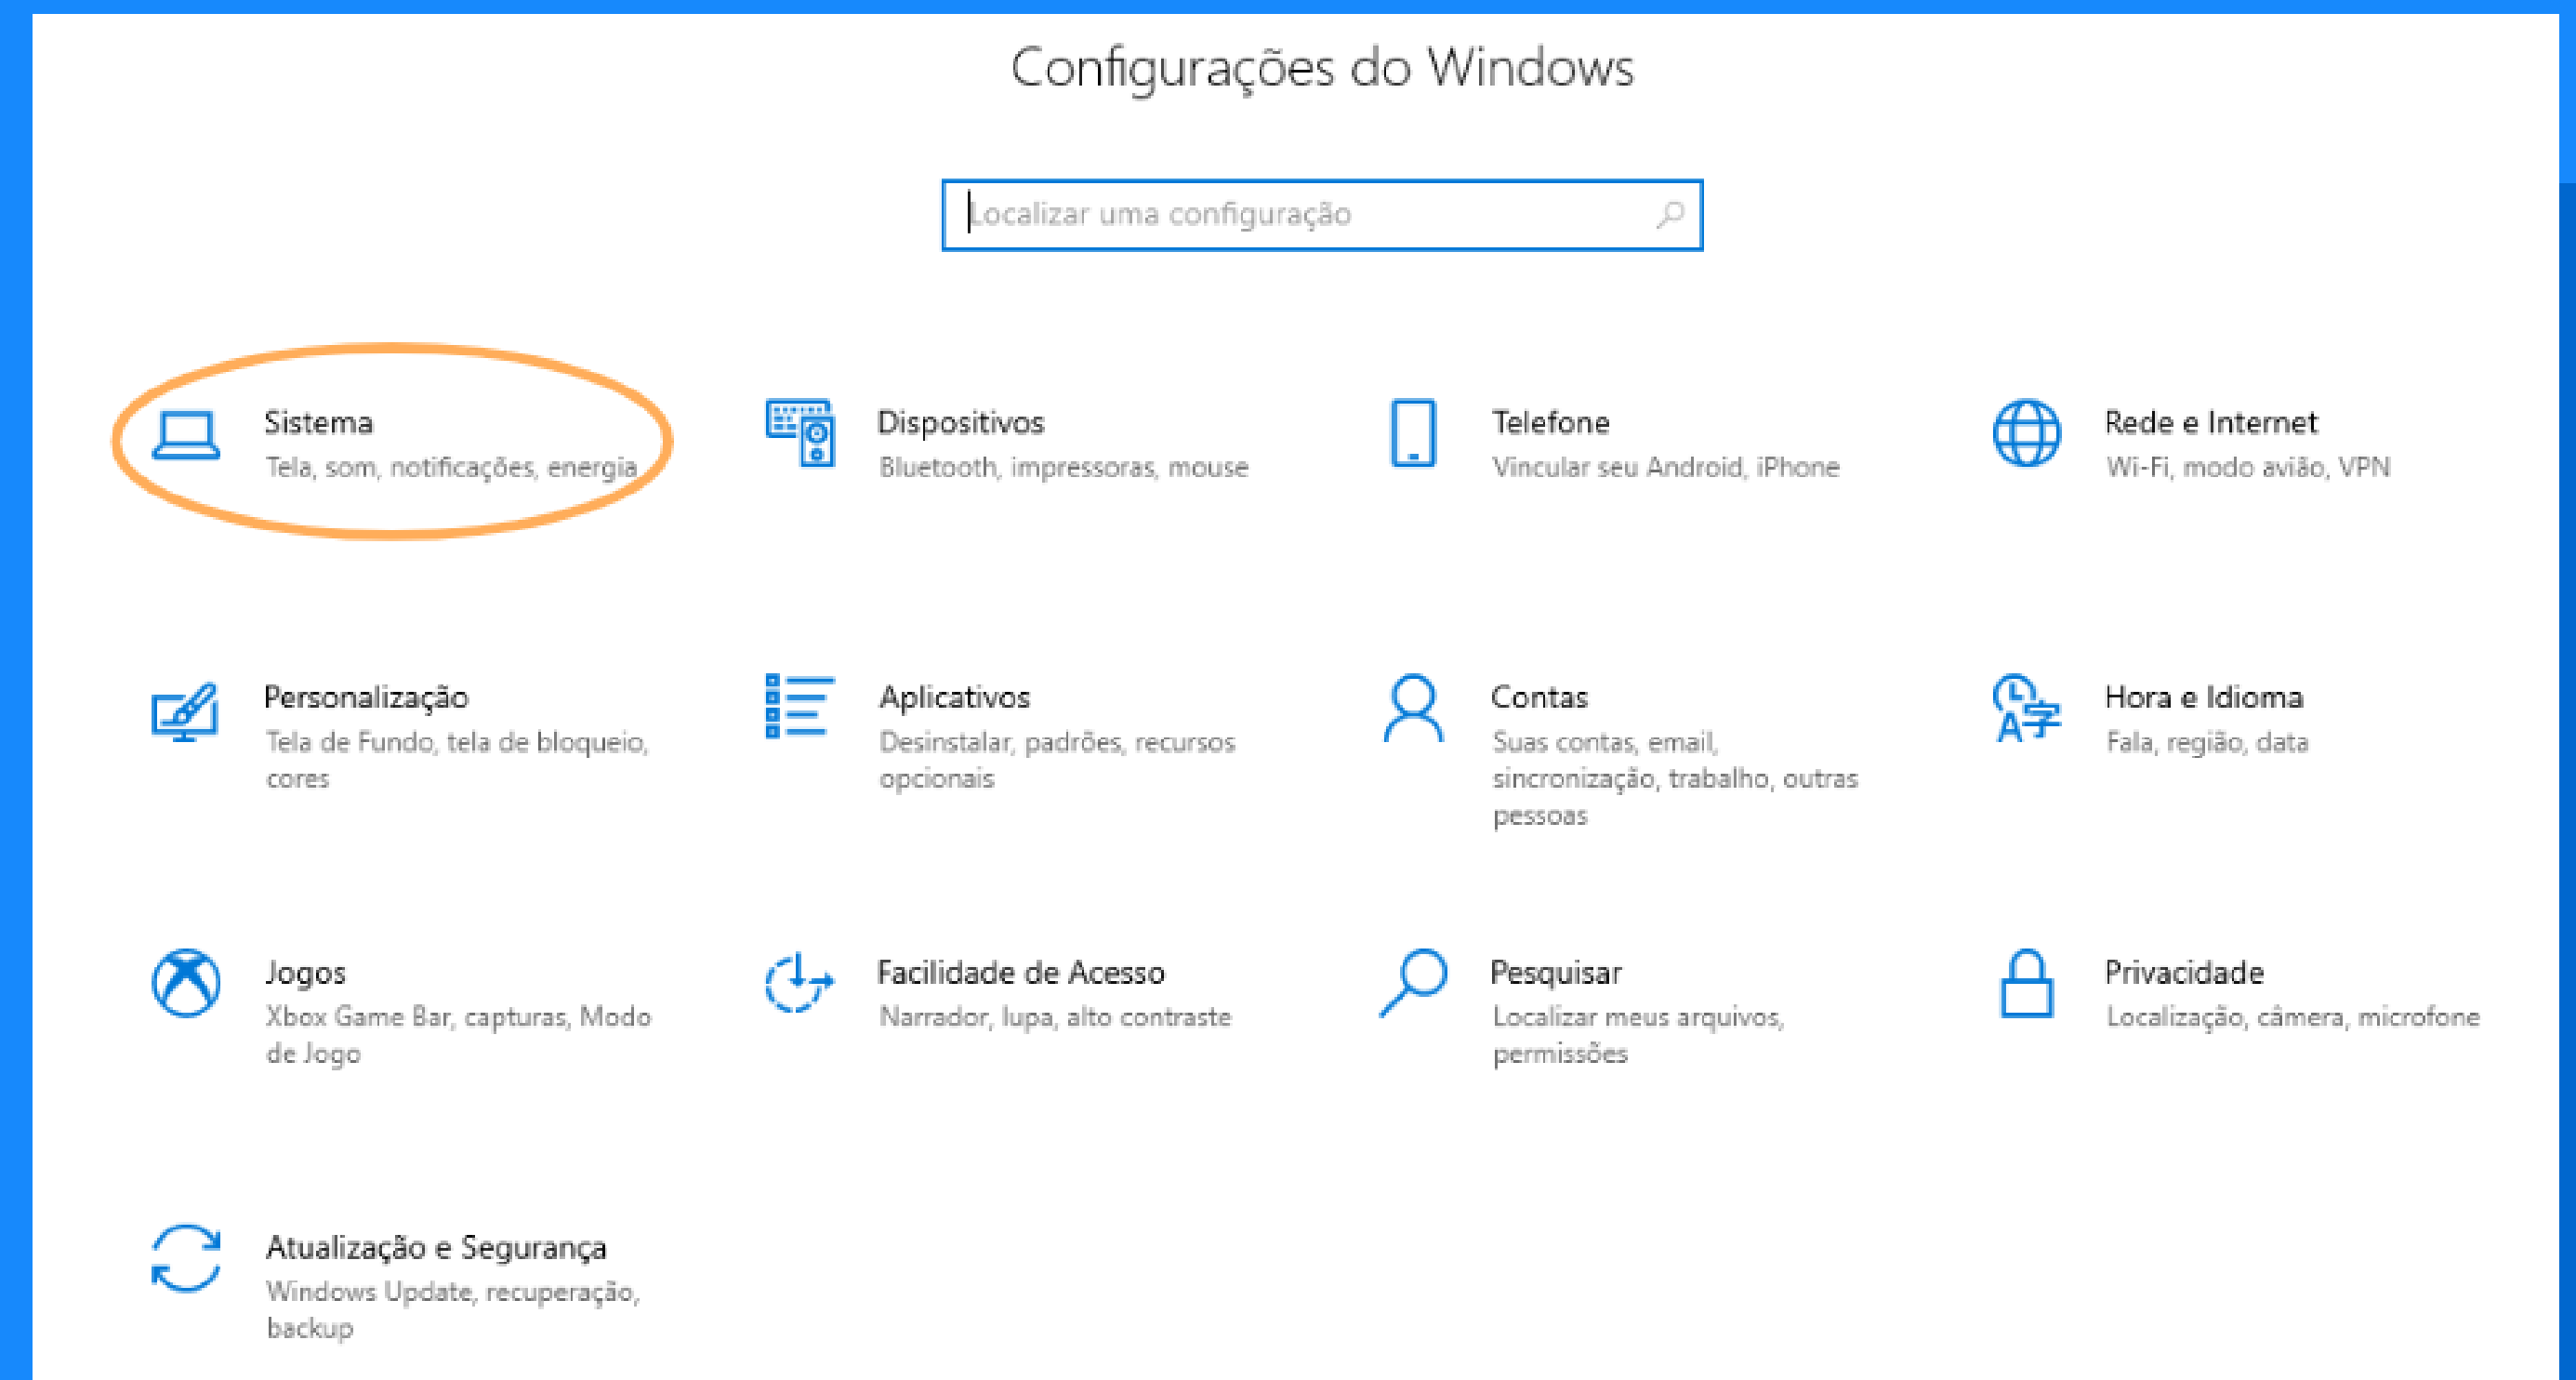 Configurações do Windows
Localizar uma configuração
Sistema
Tela, som, notificações, energia
Dispositivos
Bluetooth, impressoras, mouse
Telefone
Vincular seu Android, iPhone
Rede e Internet
Wi-Fi, modo avião, VPN
Personalização
Tela de Fundo, tela de bloqueio,
cores
Aplicativos
Desinstalar, padrões, recursos
opcionais
Contas
Suas contas, email,
sincronização, trabalho, outras
pessoas
Hora e Idioma
Fala, região, data
Jogos
Xbox Game Bar, capturas, Modo
de Jogo
Facilidade de Acesso
Narrador, lupa, alto contraste
Pesquisar
Localizar meus arquivos,
permissões
Privacidade
Localização, câmera, microfone
Atualização e Segurança
Windows Update, recuperação,
backup